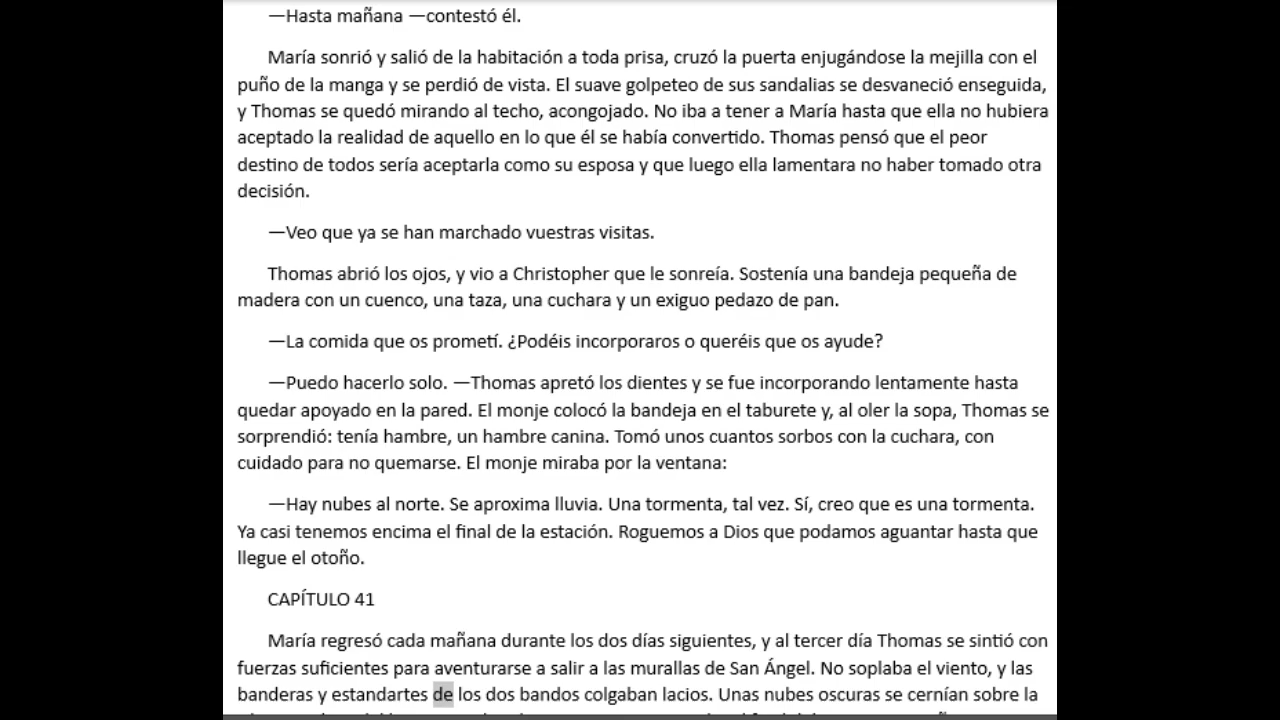 —Hasta mañana —contestó él.
María sonrió y salió de la habitación a toda prisa, cruzó la puerta enjugándose la mejilla con el
puño de la manga y se perdió de vista. El suave golpeteo de sus sandalias se desvaneció enseguida,
y Thomas se quedó mirando al techo, acongojado. No iba a tener a María hasta que ella no hubiera
aceptado la realidad de aquello en lo que él se había convertido. Thomas pensó que el peor
destino de todos sería aceptarla como su esposa y que luego ella lamentara no haber tomado otra
decisión.
—Veo que ya se han marchado vuestras visitas.
Thomas abrió los ojos, y vio a Christopher que le sonreía. Sostenía una bandeja pequeña de
madera con un cuenco, una taza, una cuchara y un exiguo pedazo de pan.
—La comida que os prometí. ¿Podéis incorporaros o queréis que os ayude?
—Puedo hacerlo solo. —Thomas apretó los dientes y se fue incorporando lentamente hasta
quedar apoyado en la pared. El monje colocó la bandeja en el taburete y, al oler la sopa, Thomas se
sorprendió: tenía hambre, un hambre canina. Tomó unos cuantos sorbos con la cuchara, con
cuidado para no quemarse. El monje miraba por la ventana:
—Hay nubes al norte. Se aproxima lluvia. Una tormenta, tal vez. Sí, creo que es una tormenta.
Ya casi tenemos encima el final de la estación. Roguemos a Dios que podamos aguantar hasta que
llegue el otoño.
CAPÍTULO 41
María regresó cada mañana durante los dos días siguientes, y al tercer día Thomas se sintió con
fuerzas suficientes para aventurarse a salir a las murallas de San Ángel. No soplaba el viento, y las
banderas y estandartes de los dos bandos colgaban lacios. Unas nubes oscuras se cernían sobre la